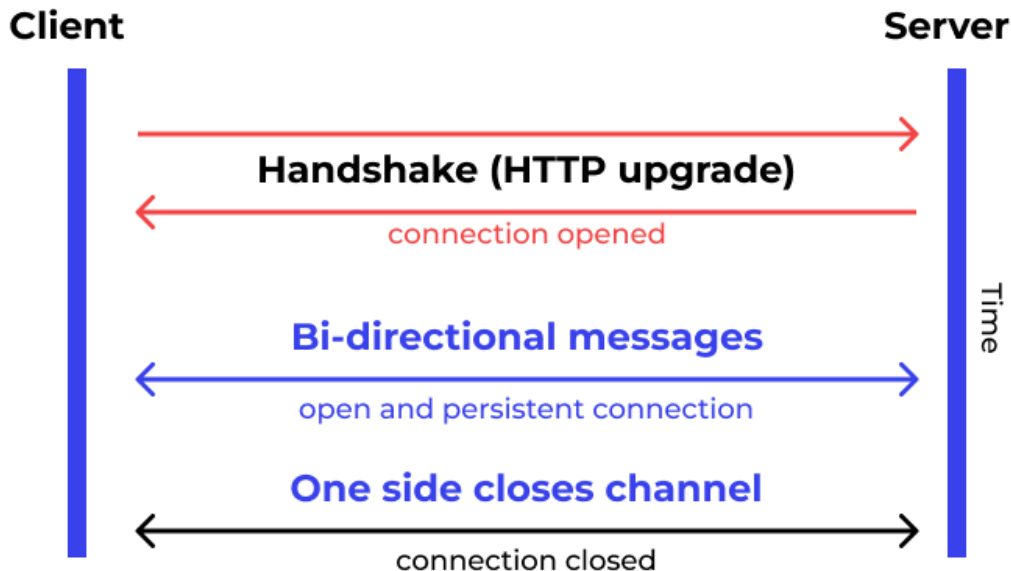 Client
Server
Handshake (HTTP upgrade)
connection opened
Time
Bi-directional messages
open and persistent connection
One side closes channel
connection closed